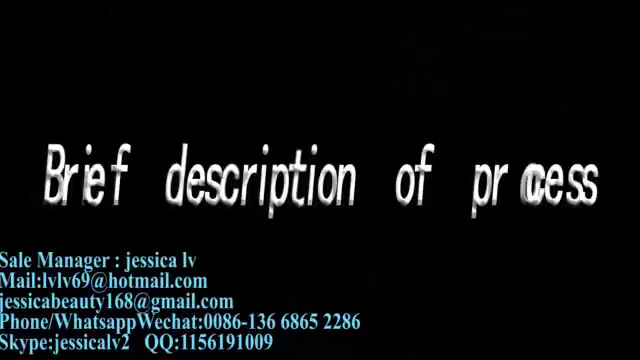 Brief description of process
Sale Manager : jessica lv
Mail:lvlv69@hotmail.com
jessicabeauty168@gmail.com
Phone/WhatsappWechat:0086-136 6865 2286
Skype:jessicalv2 QQ:1156191009